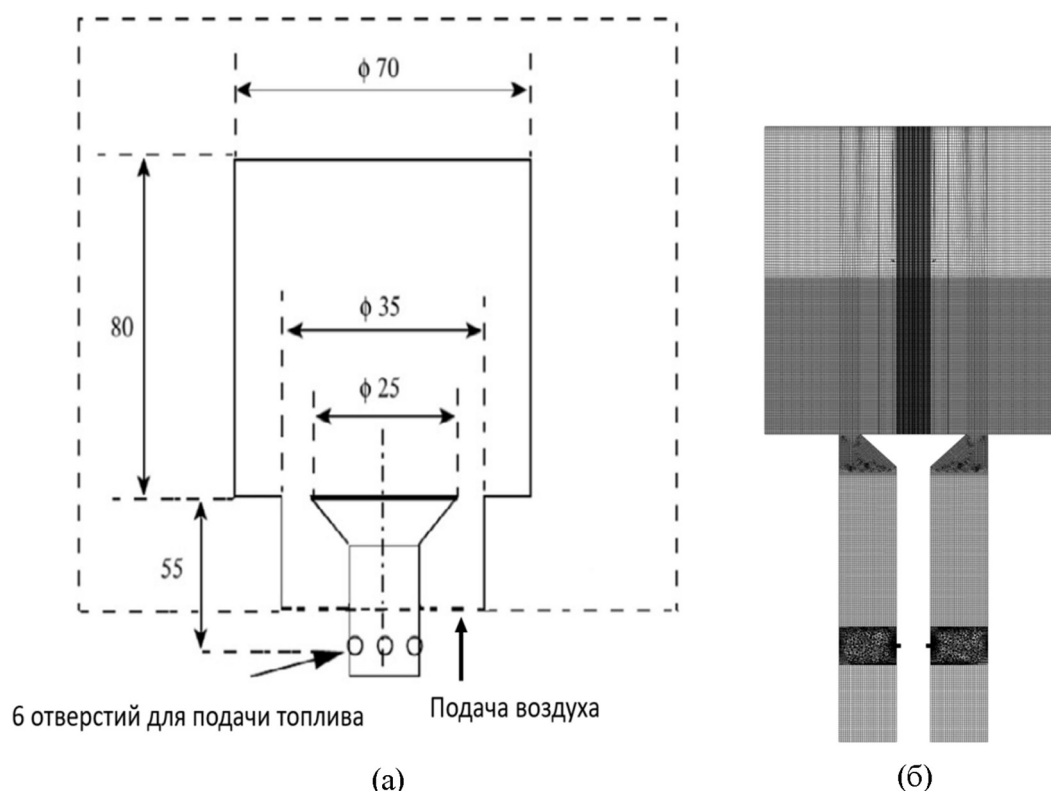 ϕ 70
80
ϕ 35
ϕ 25
55
6 отверстий для подачи топлива
Подача воздуха
(а)
(б)